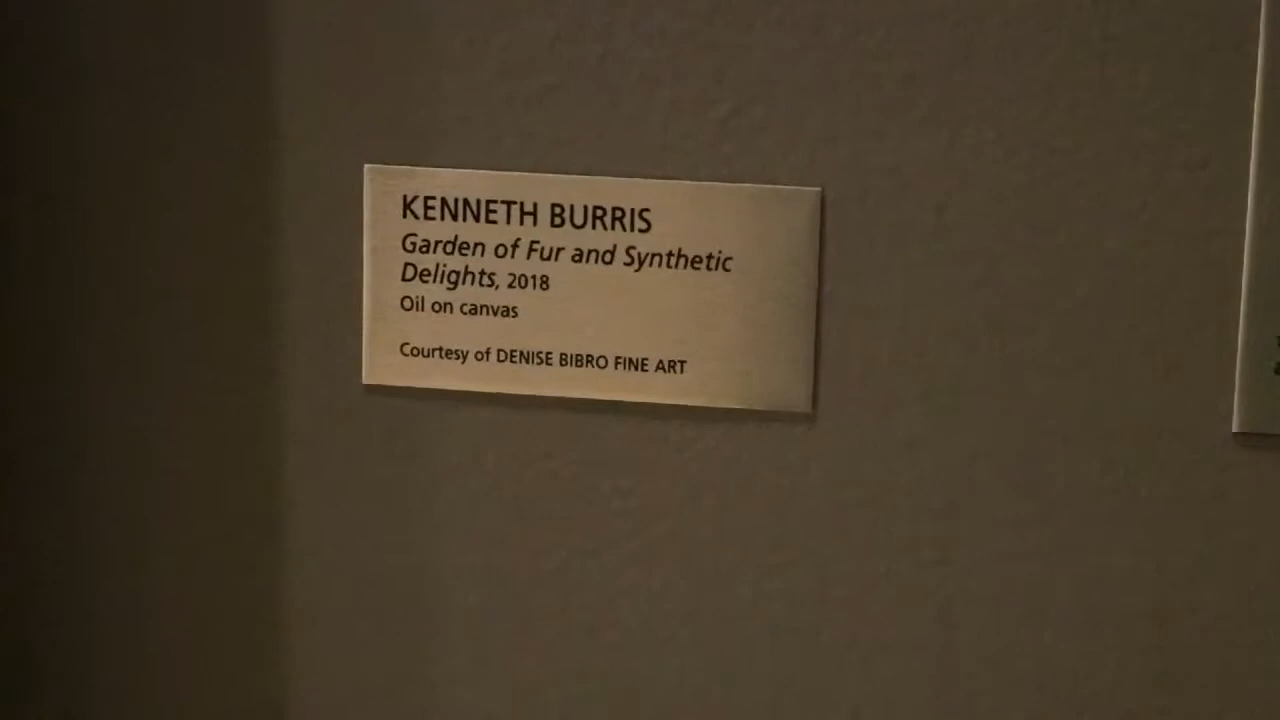 KENNETH BURRIS
Garden of Fur and Synthetic
Delights, 2018
Oil on canvas
Courtesy of DENISE BIBRO FINE ART